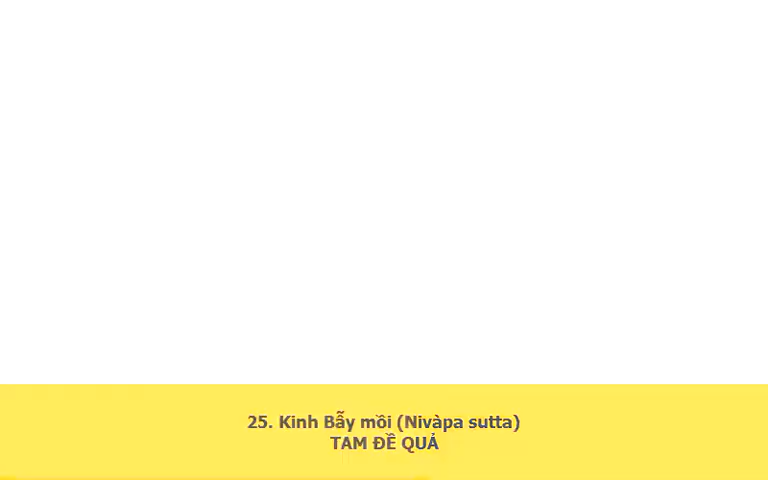 25. Kinh Bẫy mồi (Nivàpa sutta)
TAM ĐỀ QUẢ